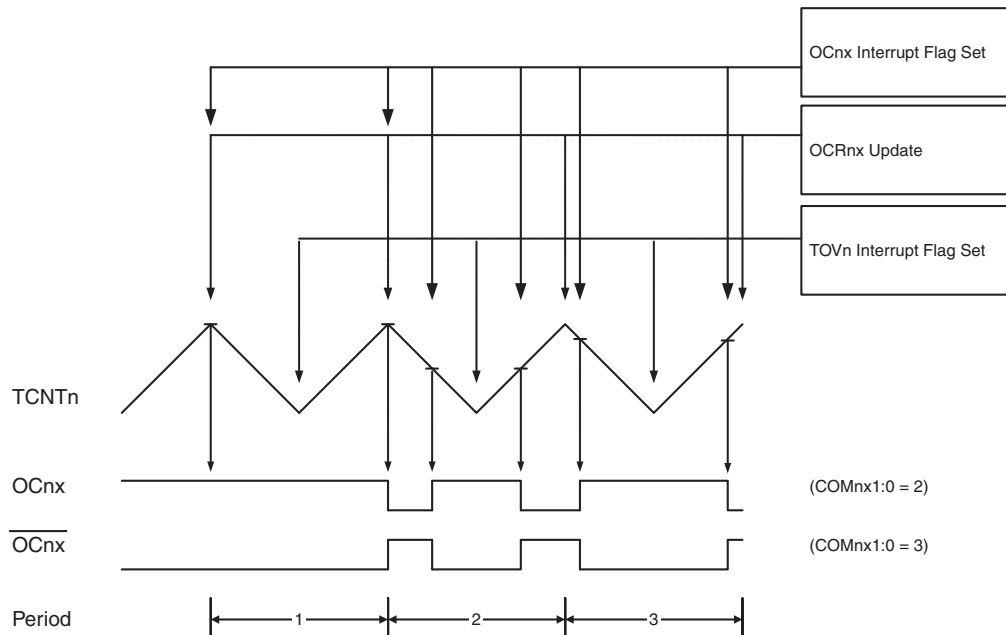 OCnx Interrupt Flag Set
OCRnx Update
TOVn Interrupt Flag Set
TCNTn
OCnx
(COMnx1:0 = 2)
OCnx
(COMnx1:0 = 3)
Period
1
2
3